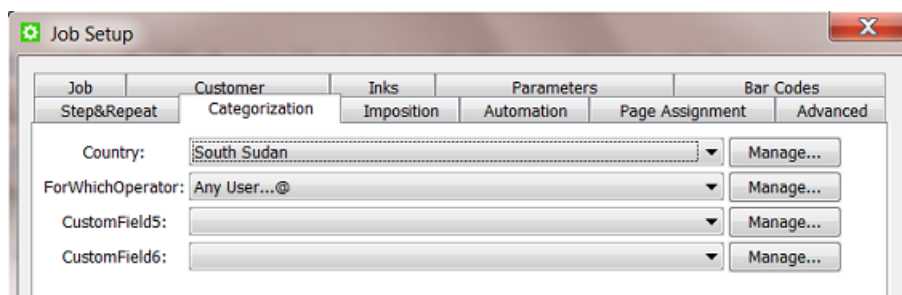 Job Setup
Job Customer Inks Parameters Bar Codes
Step&Repeat Categorization Imposition Automation Page Assignment Advanced
Country: South Sudan Manage...
ForWhichOperator: Any User...@ Manage...
CustomField5: Manage...
CustomField6: Manage...